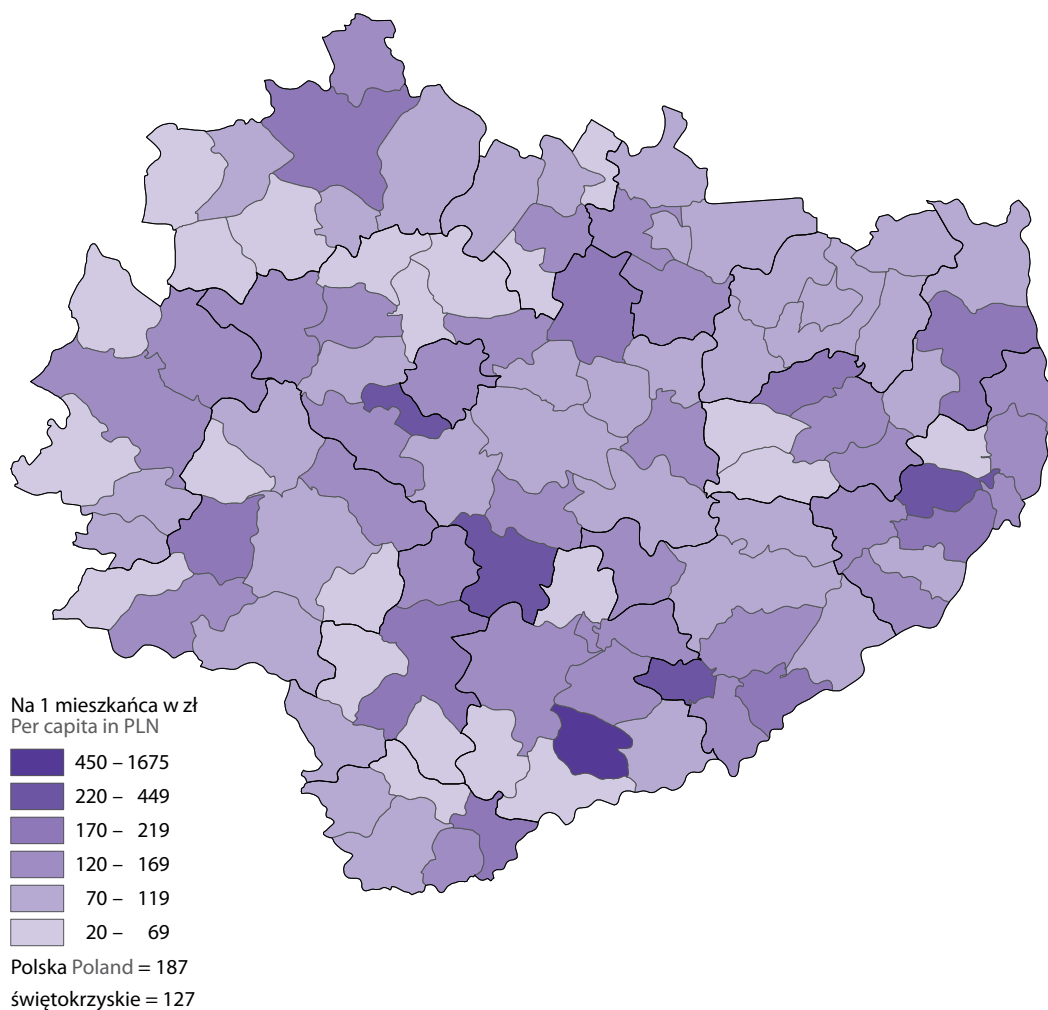 Na 1 mieszkańca w zł
Per capita in PLN
450 – 1675
220 – 449
170 – 219
120 – 169
70 – 119
20 – 69
Polska Poland = 187
świętokrzyskie = 127